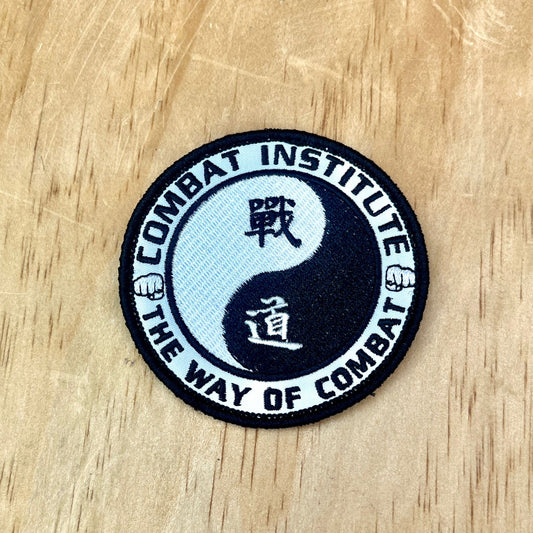 COMBAT INSTITUTE
戰
道
THE WAY OF COMBAT